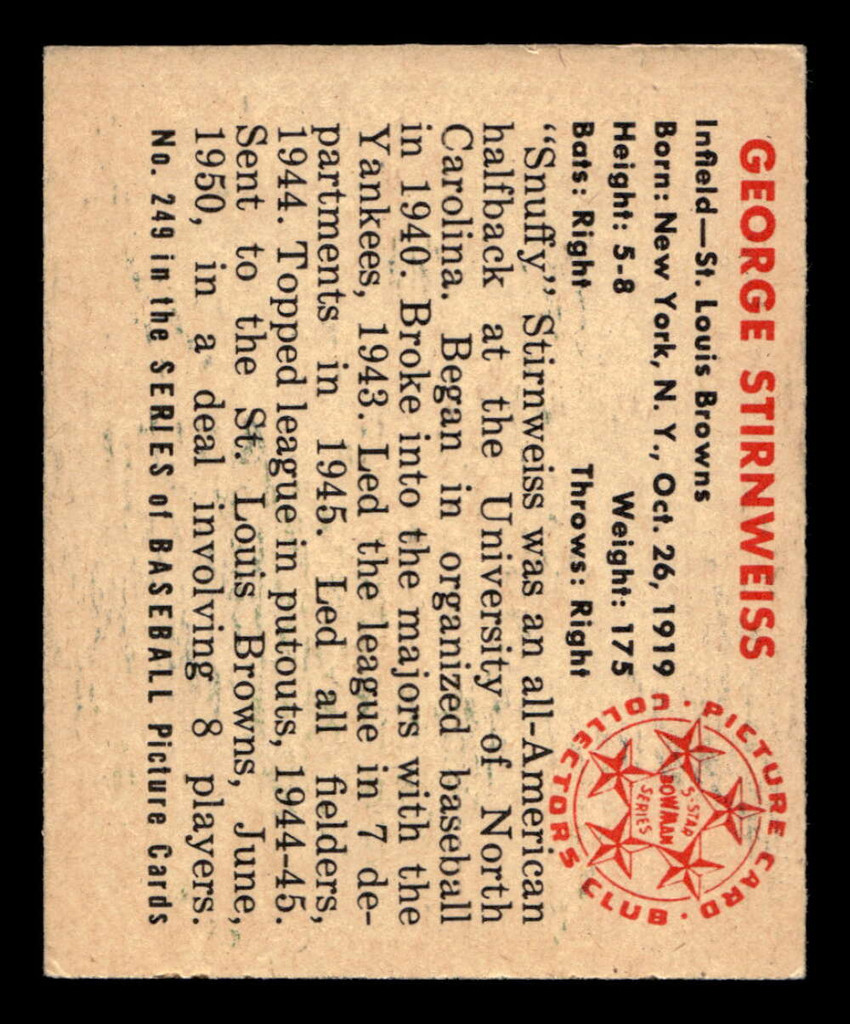 GEORGE STIRNWEISS
Infield—St. Louis Browns
Born: New York, N. Y., Oct. 26, 1919
Height: 5-8 Weight: 175
Bats: Right Throws: Right
PICTURE CARD · COLLECTORS CLUB ·
5-STAR
BOWMAN
SERIES
“Snuffy” Stirnweiss was an all-American
halfback at the University of North
Carolina. Began in organized baseball
in 1940. Broke into the majors with the
Yankees, 1943. Led the league in 7 de-
partments in 1945. Led all fielders,
1944. Topped league in putouts, 1944-45.
Sent to the St. Louis Browns, June,
1950, in a deal involving 8 players.
No. 249 in the SERIES of BASEBALL Picture Cards